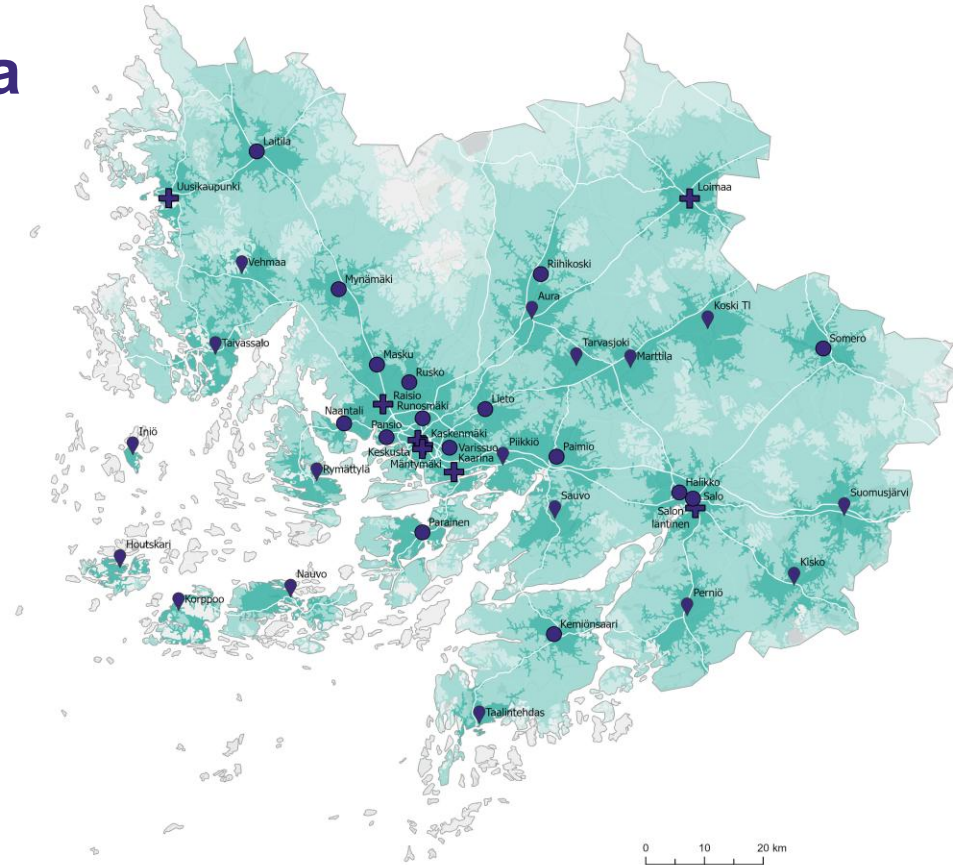 a
Laitila
Uusikaupunki
Loimaa
Vehmaa
Riihikoski
Mynämäki
Aura
Koski Tl
Taivassalo
Tarvasjoki
Marttila
Somero
Masku
Rusko
Raisio
Lieto
Naantali
Runosmäki
Pansio
Kaskenmäki
Iniö
Keskusta
Varissuo
Piikkiö
Paimio
Mäntymäki
Kaarina
Rymättylä
Halikko
Salo
Suomusjärvi
Sauvo
Salon
läntinen
Parainen
Houtskari
Kisko
Nauvo
Korppoo
Perniö
Kemiönsaari
Taalintehdas
0 10 20 km